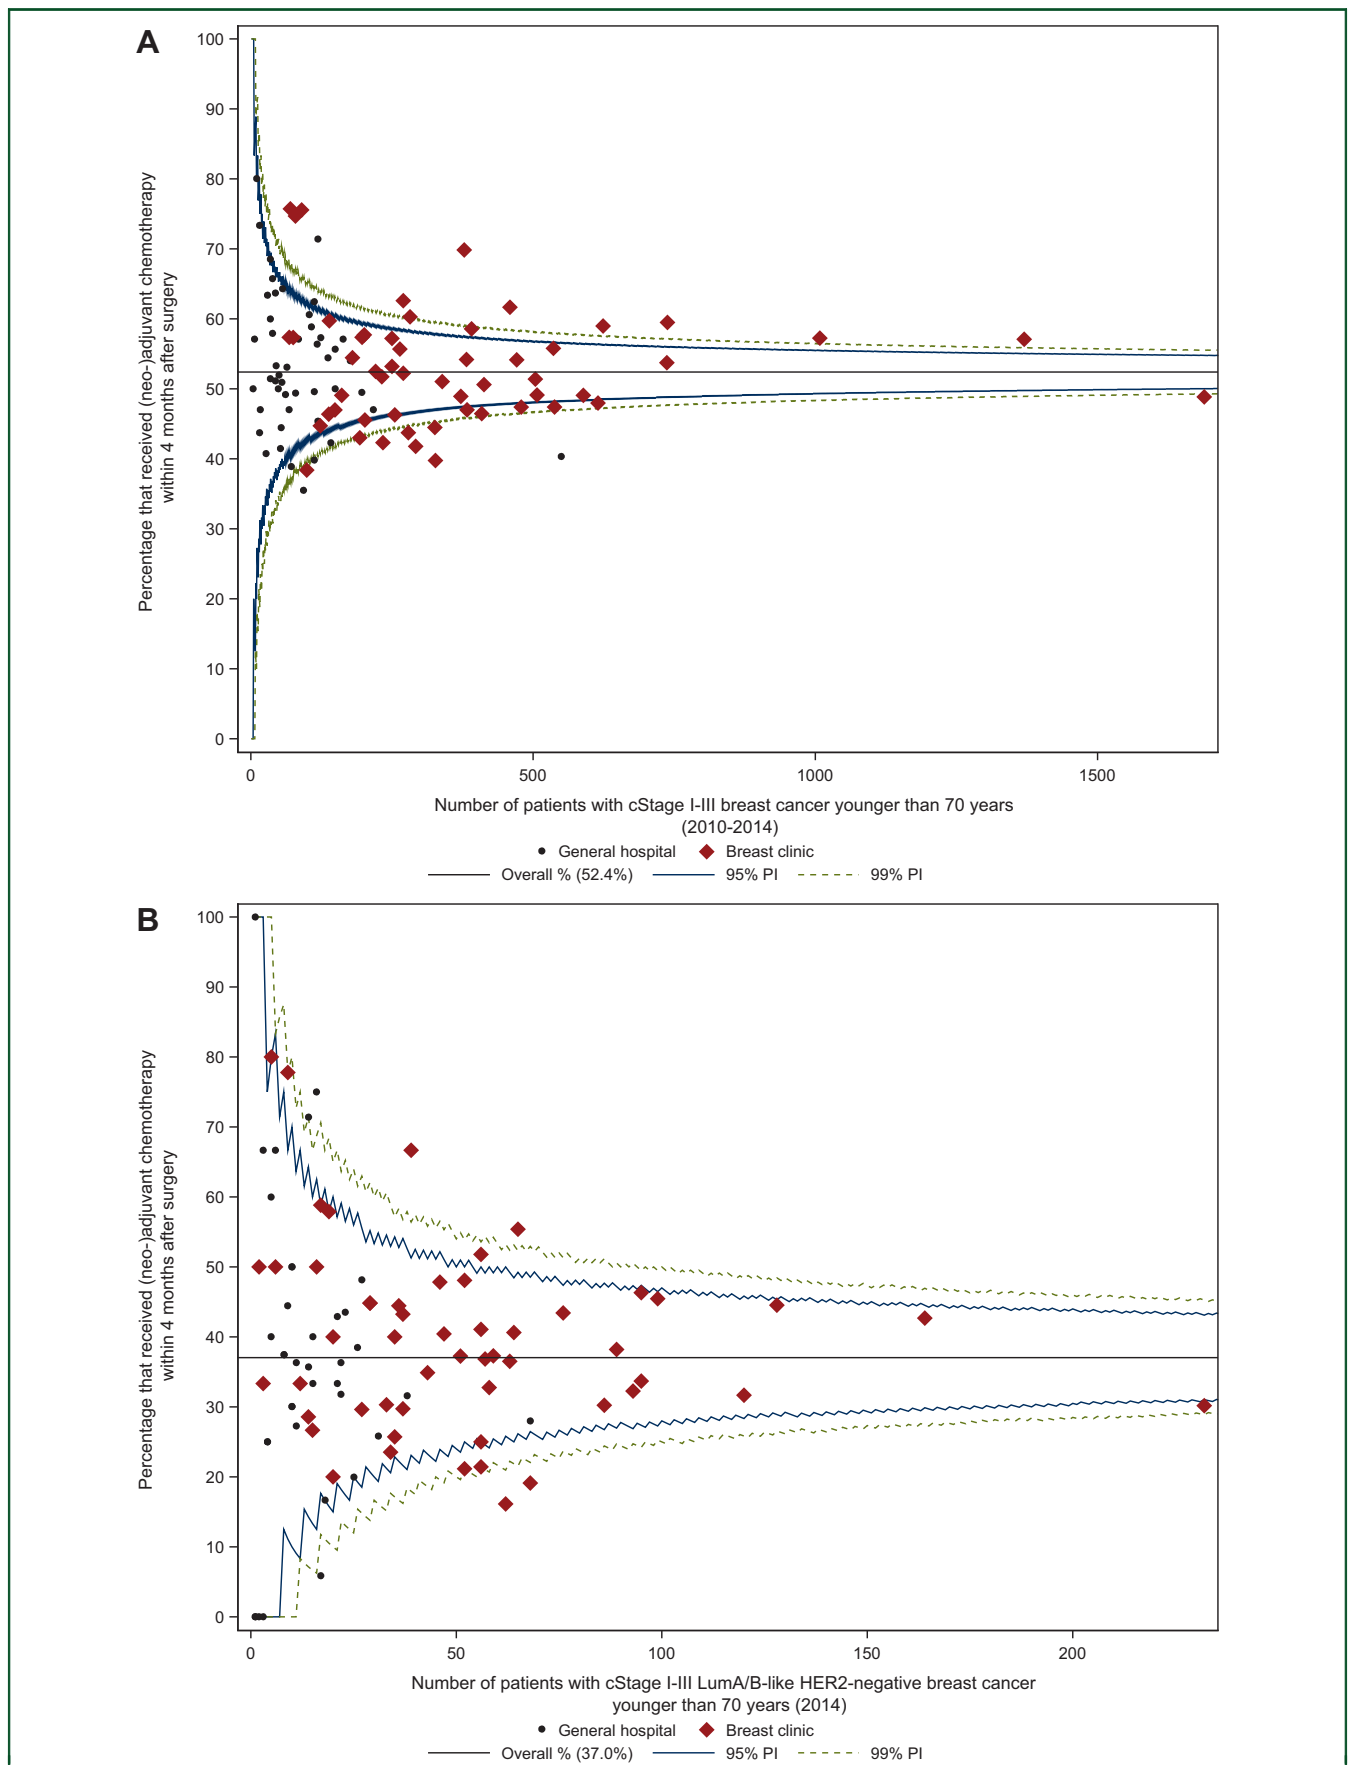 A
Percentage that received (neo-)adjuvant chemotherapy
within 4 months after surgery
100
90
80
70
60
50
40
30
20
10
0
0 500 1000 1500
Number of patients with cStage I-III breast cancer younger than 70 years
(2010-2014)
General hospital Breast clinic
Overall % (52.4%) 95% PI 99% PI
B
Percentage that received (neo-)adjuvant chemotherapy
within 4 months after surgery
100
90
80
70
60
50
40
30
20
10
0
0 50 100 150 200
Number of patients with cStage I-III LumA/B-like HER2-negative breast cancer
younger than 70 years (2014)
General hospital Breast clinic
Overall % (37.0%) 95% PI 99% PI